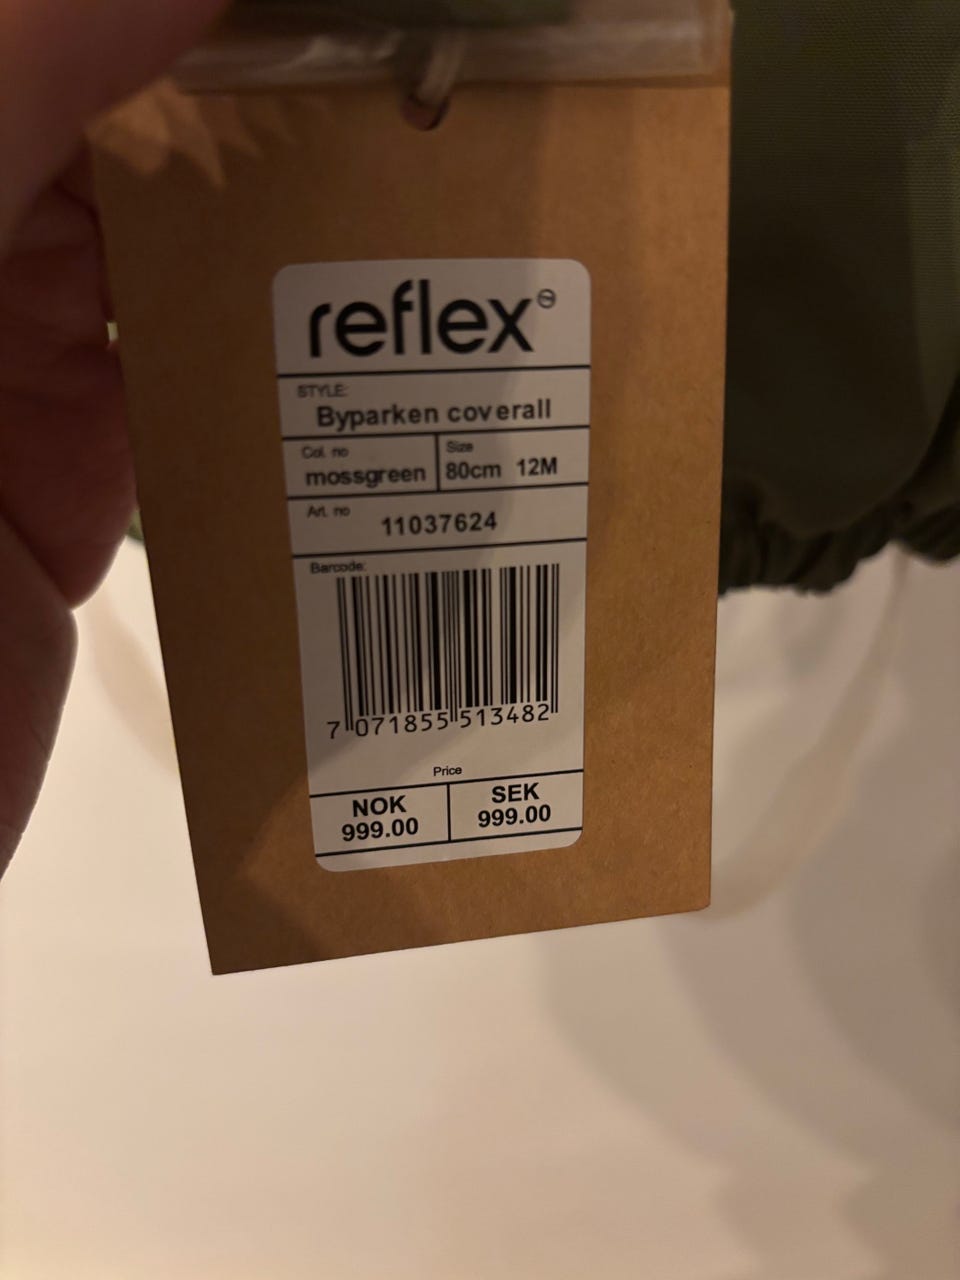 reflex
STYLE:
Byparken coverall
Col. no
mossgreen
Size
80cm 12M
Art. no
11037624
Barcode:
7 071855 513482
Price
NOK
999.00
SEK
999.00